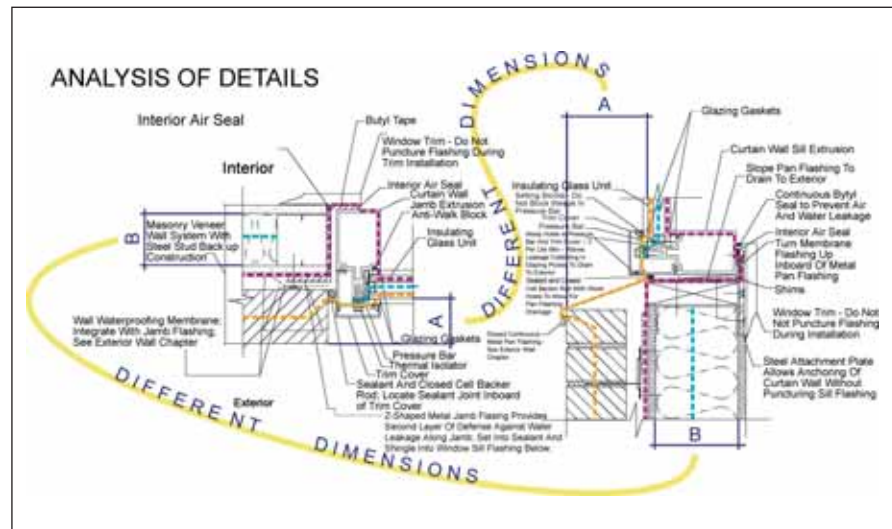 ANALYSIS OF DETAILS
Interior Air Seal
Butyl Tape
Window Trim - Do Not
Puncture Flashing During
Trim Installation
Interior
Interior Air Seal
Curtain Wall
Jamb Extrusion
Anti-Walk Block
Insulating
Glass Unit
Masonry Veneer
Wall System With
Steel Stud Back up
Construction
B
A
Wall Waterproofing Membrane;
Integrate With Jamb Flashing;
See Exterior Wall Chapter
Glazing Gaskets
Pressure Bar
Thermal Isolator
Trim Cover
Sealant And Closed Cell Backer
Rod; Locate Sealant Joint Inboard
of Trim Cover
Exterior
Z-Shaped Metal Jamb Flasing Provides
Second Layer Of Defense Against Water
Leakage Along Jamb; Set Into Sealant And
Shingle Into Window Sill Flashing Below.
DIFFERENT DIMENSIONS
DIFFERENT DIMENSIONS
A
Glazing Gaskets
Curtain Wall Sill Extrusion
Slope Pan Flashing To
Drain To Exterior
Insulating Glass Unit
Trim Cover
Pressure Bar
Continuous Bytyl
Seal to Prevent Air
And Water Leakage
Interior Air Seal
Turn Membrane
Flashing Up
Inboard Of Metal
Pan Flashing
Shims
Window Trim - Do Not
Not Puncture Flashing
During Installation
Steel Attachment Plate
Allows Anchoring Of
Curtain Wall Without
Punduring Sill Flashing
B